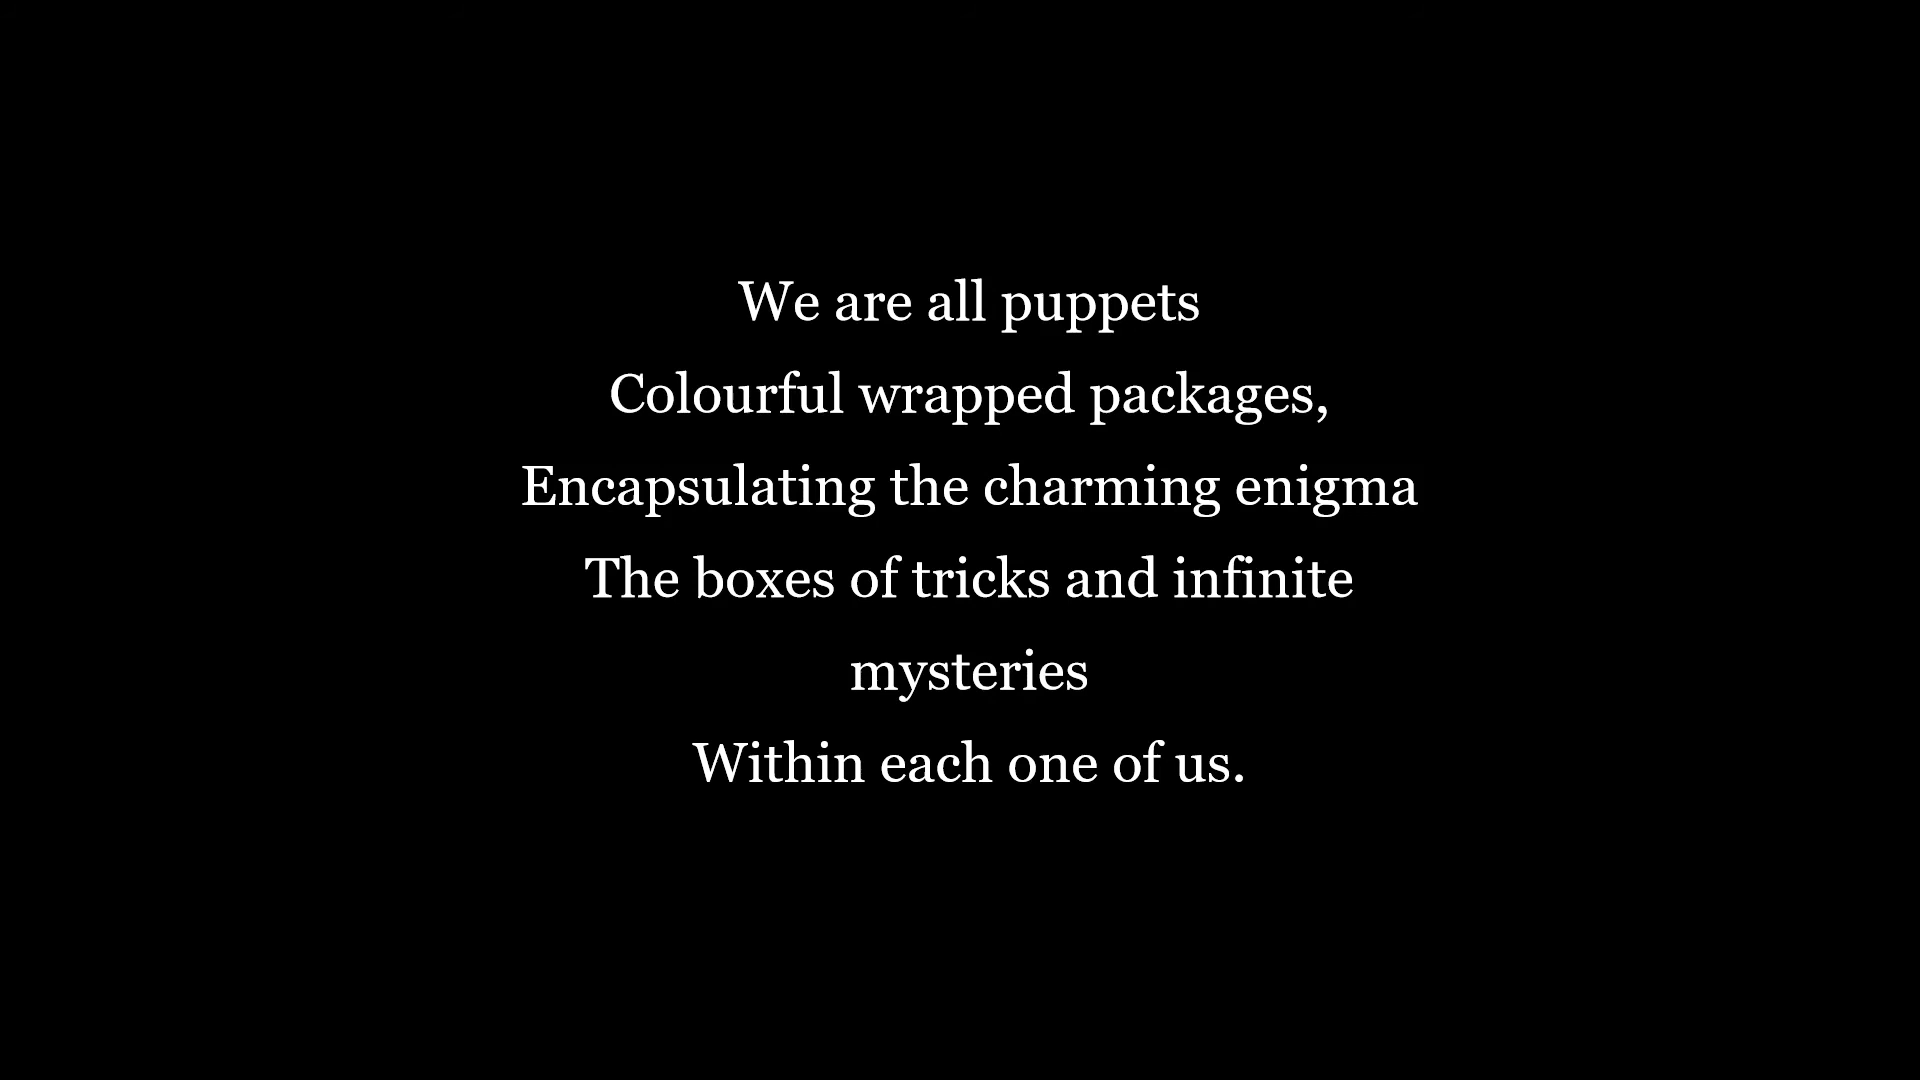 We are all puppets
Colourful wrapped packages,
Encapsulating the charming enigma
The boxes of tricks and infinite
mysteries
Within each one of us.